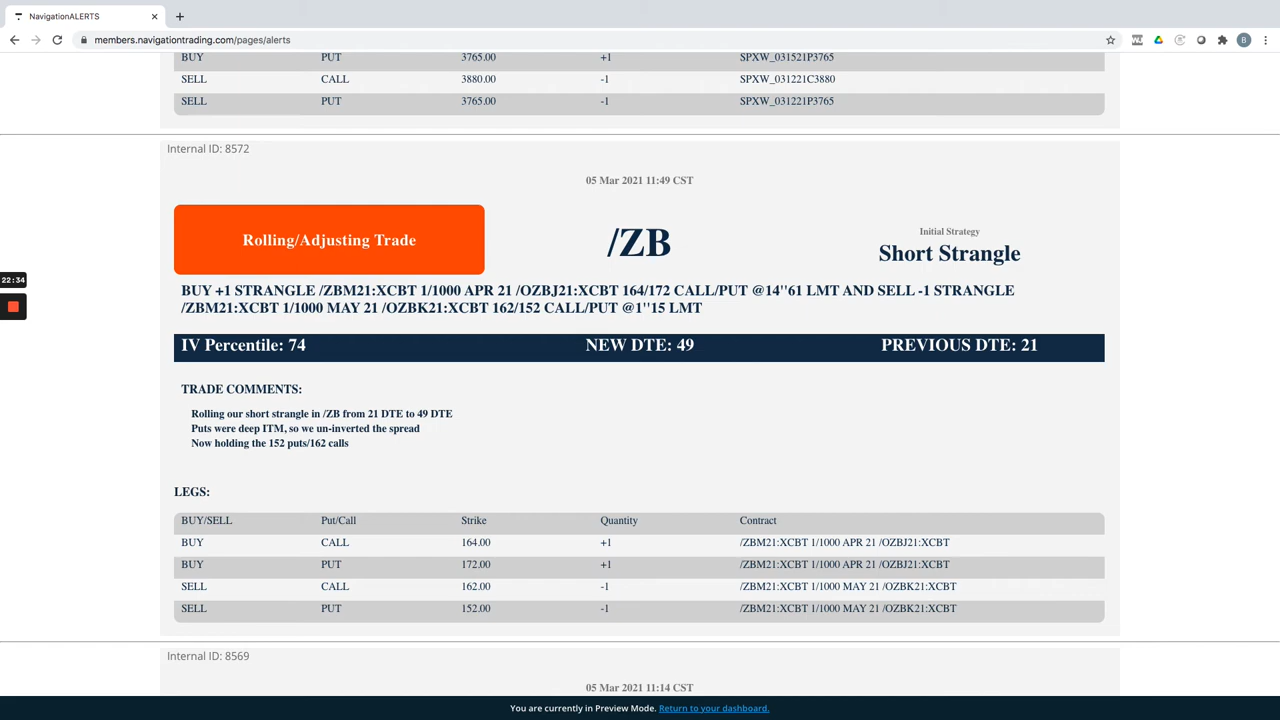 NavigationALERTS
members.navigationtrading.com/pages/alerts
BUY PUT 3765.00 +1 SPXW_031521P3765
SELL CALL 3880.00 -1 SPXW_031221C3880
SELL PUT 3765.00 -1 SPXW_031221P3765
Internal ID: 8572
05 Mar 2021 11:49 CST
Rolling/Adjusting Trade
/ZB
Initial Strategy
Short Strangle
22:34
BUY +1 STRANGLE /ZBM21:XCBT 1/1000 APR 21 /OZBJ21:XCBT 164/172 CALL/PUT @14"61 LMT AND SELL -1 STRANGLE
/ZBM21:XCBT 1/1000 MAY 21 /OZBK21:XCBT 162/152 CALL/PUT @1"15 LMT
IV Percentile: 74 NEW DTE: 49 PREVIOUS DTE: 21
TRADE COMMENTS:
Rolling our short strangle in /ZB from 21 DTE to 49 DTE
Puts were deep ITM, so we un-inverted the spread
Now holding the 152 puts/162 calls
LEGS:
BUY/SELL Put/Call Strike Quantity Contract
BUY CALL 164.00 +1 /ZBM21:XCBT 1/1000 APR 21 /OZBJ21:XCBT
BUY PUT 172.00 +1 /ZBM21:XCBT 1/1000 APR 21 /OZBJ21:XCBT
SELL CALL 162.00 -1 /ZBM21:XCBT 1/1000 MAY 21 /OZBK21:XCBT
SELL PUT 152.00 -1 /ZBM21:XCBT 1/1000 MAY 21 /OZBK21:XCBT
Internal ID: 8569
05 Mar 2021 11:14 CST
You are currently in Preview Mode. Return to your dashboard.